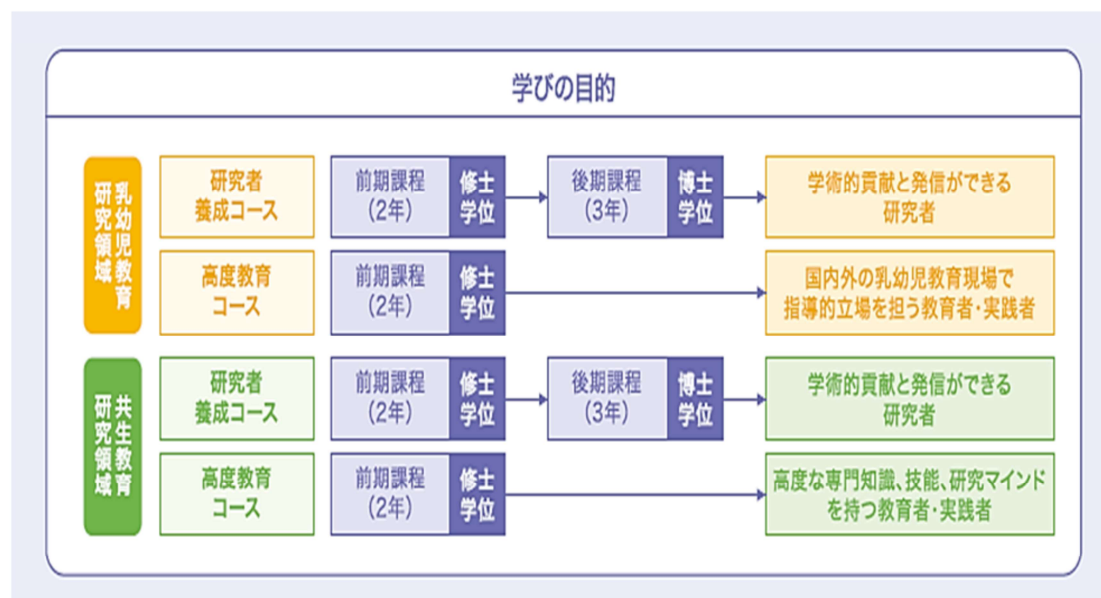 学びの目的
乳幼児教育
研究領域
研究者
養成コース
前期課程
(2年)
修士
学位
後期課程
(3年)
博士
学位
学術的貢献と発信ができる
研究者
高度教育
コース
前期課程
(2年)
修士
学位
国内外の乳幼児教育現場で
指導的立場を担う教育者・実践者
共生教育
研究領域
研究者
養成コース
前期課程
(2年)
修士
学位
後期課程
(3年)
博士
学位
学術的貢献と発信ができる
研究者
高度教育
コース
前期課程
(2年)
修士
学位
高度な専門知識、技能、研究マインド
を持つ教育者・実践者